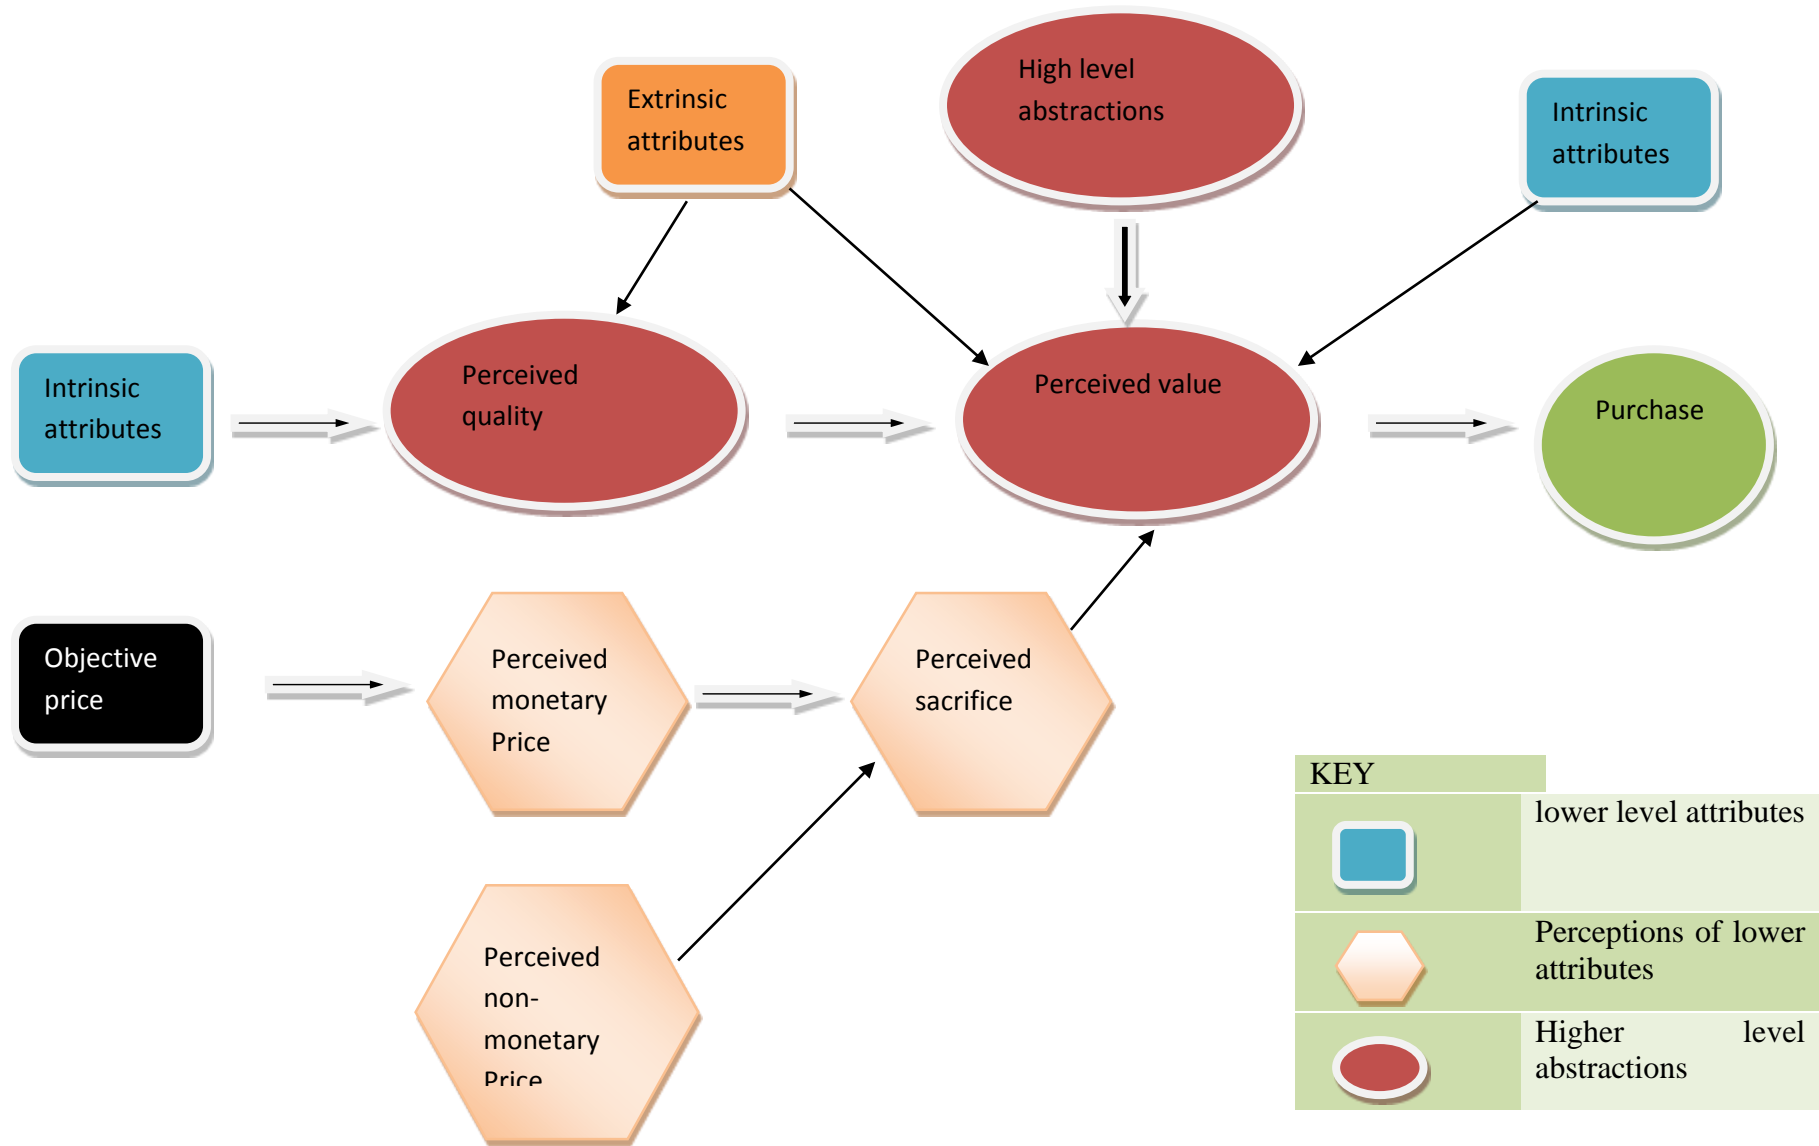 Extrinsic
attributes
High level
abstractions
Intrinsic
attributes
Intrinsic
attributes
Perceived
quality
Perceived value
Purchase
Objective
price
Perceived
monetary
Price
Perceived
sacrifice
Perceived
non-
monetary
Price
KEY
lower level attributes
Perceptions of lower
attributes
Higher level
abstractions